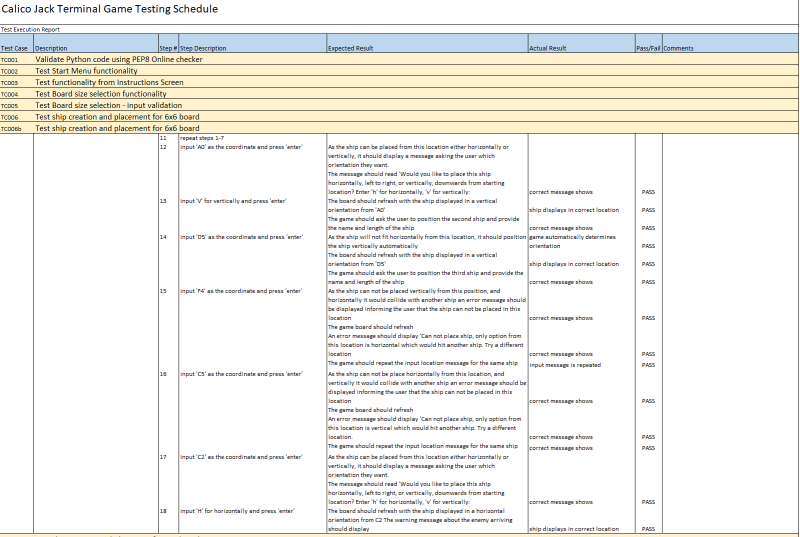 Calico Jack Terminal Game Testing Schedule
Test Execution Report
Test Case Description Step # Step Description Expected Result Actual Result Pass/Fail Comments
TC001 Validate Python code using PEP8 Online checker
TC002 Test Start Menu functionality
TC003 Test functionality from Instructions Screen
TC004 Test Board size selection functionality
TC005 Test Board size selection - input validation
TC006 Test ship creation and placement for 6x6 board
TC006b Test ship creation and placement for 6x6 board
11 repeat steps 1-7
12 input 'A0' as the coordinate and press 'enter' As the ship can be placed from this location either horizontally or
vertically, it should display a message asking the user which
orientation they want.
The message should read 'Would you like to place this ship
horizontally, left to right, or vertically, downwards from starting
location? Enter 'h' for horizontally, 'v' for vertically: correct message shows PASS
13 input 'V' for vertically and press 'enter' The board should refresh with the ship displayed in a vertical
orientation from 'A0' ship displays in correct location PASS
The game should ask the user to position the second ship and provide
the name and length of the ship correct message shows PASS
14 input 'D5' as the coordinate and press 'enter' As the ship will not fit horizontally from this location, it should position game automatically determines
the ship vertically automatically orientation PASS
The board should refresh with the ship displayed in a vertical
orientation from 'D5' ship displays in correct location PASS
The game should ask the user to position the third ship and provide the
name and length of the ship correct message shows PASS
15 input 'F4' as the coordinate and press 'enter' As the ship can not be placed vertically from this position, and
horizontally it would collide with another ship an error message should
be displayed informing the user that the ship can not be placed in this
location correct message shows PASS
The game board should refresh
An error message should display 'Can not place ship, only option from
this location is horizontal which would hit another ship. Try a different
location correct message shows PASS
The game should repeat the input location message for the same ship input message is repeated PASS
16 input 'C5' as the coordinate and press 'enter' As the ship can not be place horizontally from this location, and
vertically it would collide with another ship an error message should be
displayed informing the user that the ship can not be placed in this
location correct message shows PASS
The game board should refresh
An error message should display 'Can not place ship, only option from
this location is vertical which would hit another ship. Try a different
location. correct message shows PASS
The game should repeat the input location message for the same ship correct message shows PASS
17 input 'C2' as the coordinate and press 'enter' As the ship can be placed from this location either horizontally or
vertically, it should display a message asking the user which
orientation they want.
The message should read 'Would you like to place this ship
horizontally, left to right, or vertically, downwards from starting
location? Enter 'h' for horizontally, 'v' for vertically: correct message shows PASS
18 input 'H' for horizontally and press 'enter' The board should refresh with the ship displayed in a horizontal
orientation from C2 The warning message about the enemy arriving
should display ship displays in correct location PASS